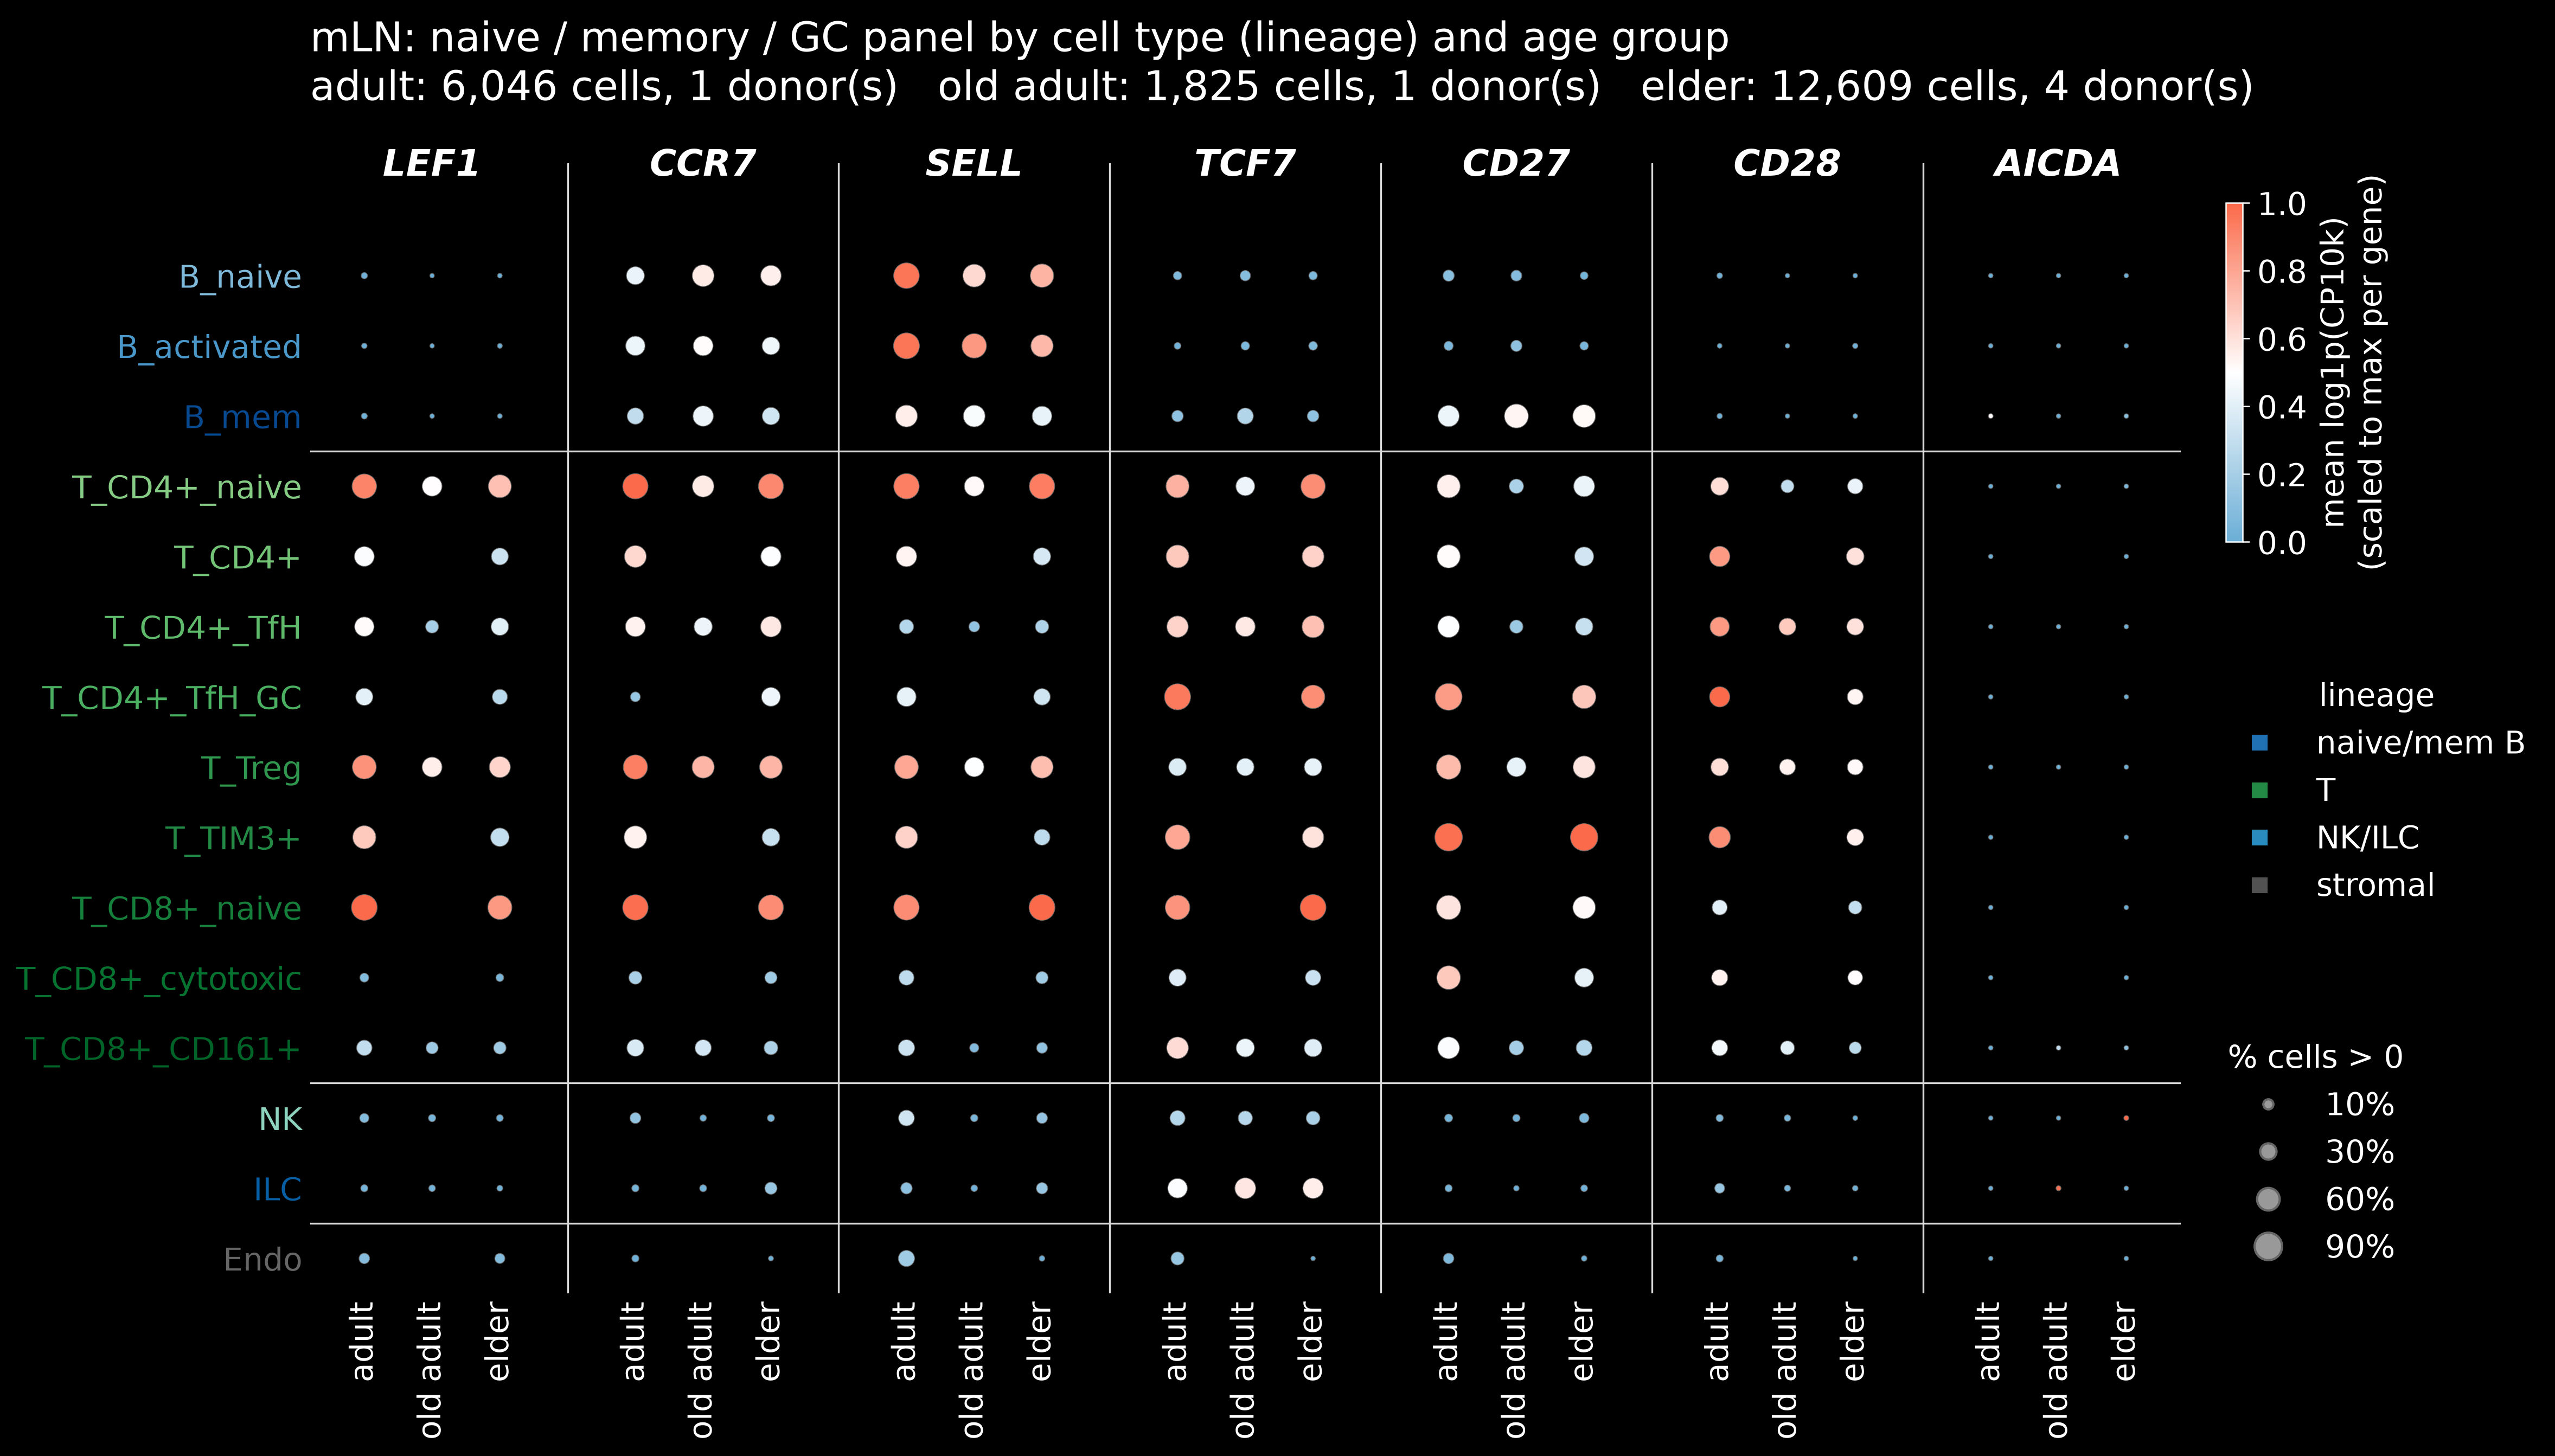 mLN: naive / memory / GC panel by cell type (lineage) and age group
adult: 6,046 cells, 1 donor(s)   old adult: 1,825 cells, 1 donor(s)   elder: 12,609 cells, 4 donor(s)
LEF1 CCR7 SELL TCF7 CD27 CD28 AICDA
B_naive
B_activated
B_mem
T_CD4+_naive
T_CD4+
T_CD4+_TfH
T_CD4+_TfH_GC
T_Treg
T_TIM3+
T_CD8+_naive
T_CD8+_cytotoxic
T_CD8+_CD161+
NK
ILC
Endo
adult old adult elder adult old adult elder adult old adult elder adult old adult elder adult old adult elder adult old adult elder adult old adult elder
1.0
0.8
0.6
0.4
0.2
0.0
mean log1p(CP10k)
(scaled to max per gene)
lineage
naive/mem B
T
NK/ILC
stromal
% cells > 0
10%
30%
60%
90%